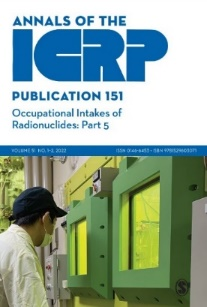 ANNALS OF THE
ICRP
PUBLICATION 151
Occupational Intakes of
Radionuclides: Part 5